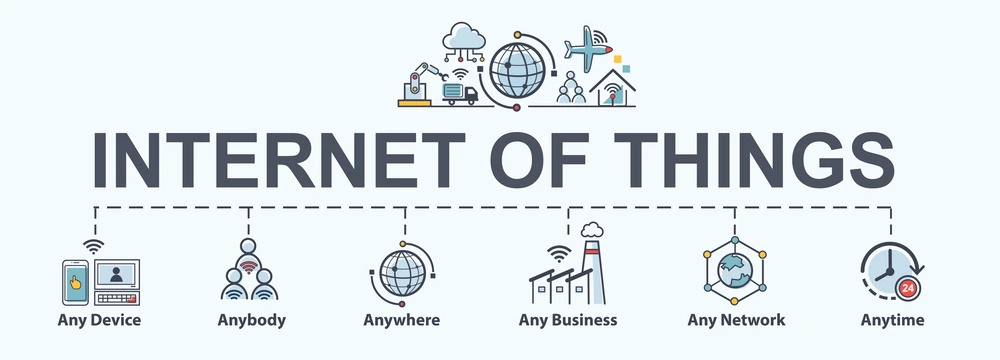 INTERNET OF THINGS
Any Device
Anybody
Anywhere
Any Business
Any Network
Anytime
24